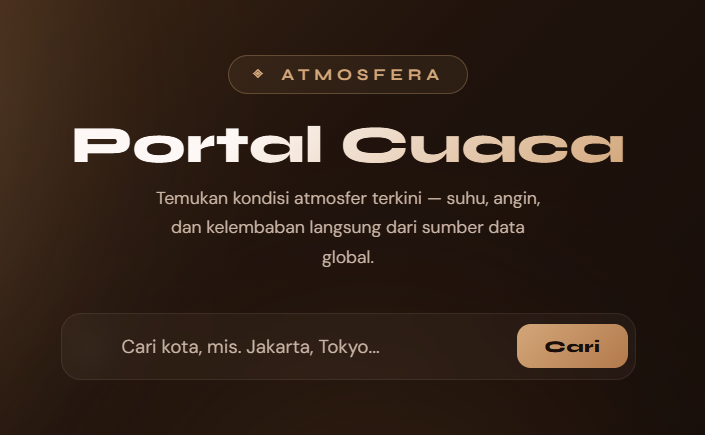 ATMOSFERA
Portal Cuaca
Temukan kondisi atmosfer terkini — suhu, angin,
dan kelembaban langsung dari sumber data
global.
Cari kota, mis. Jakarta, Tokyo...
Cari